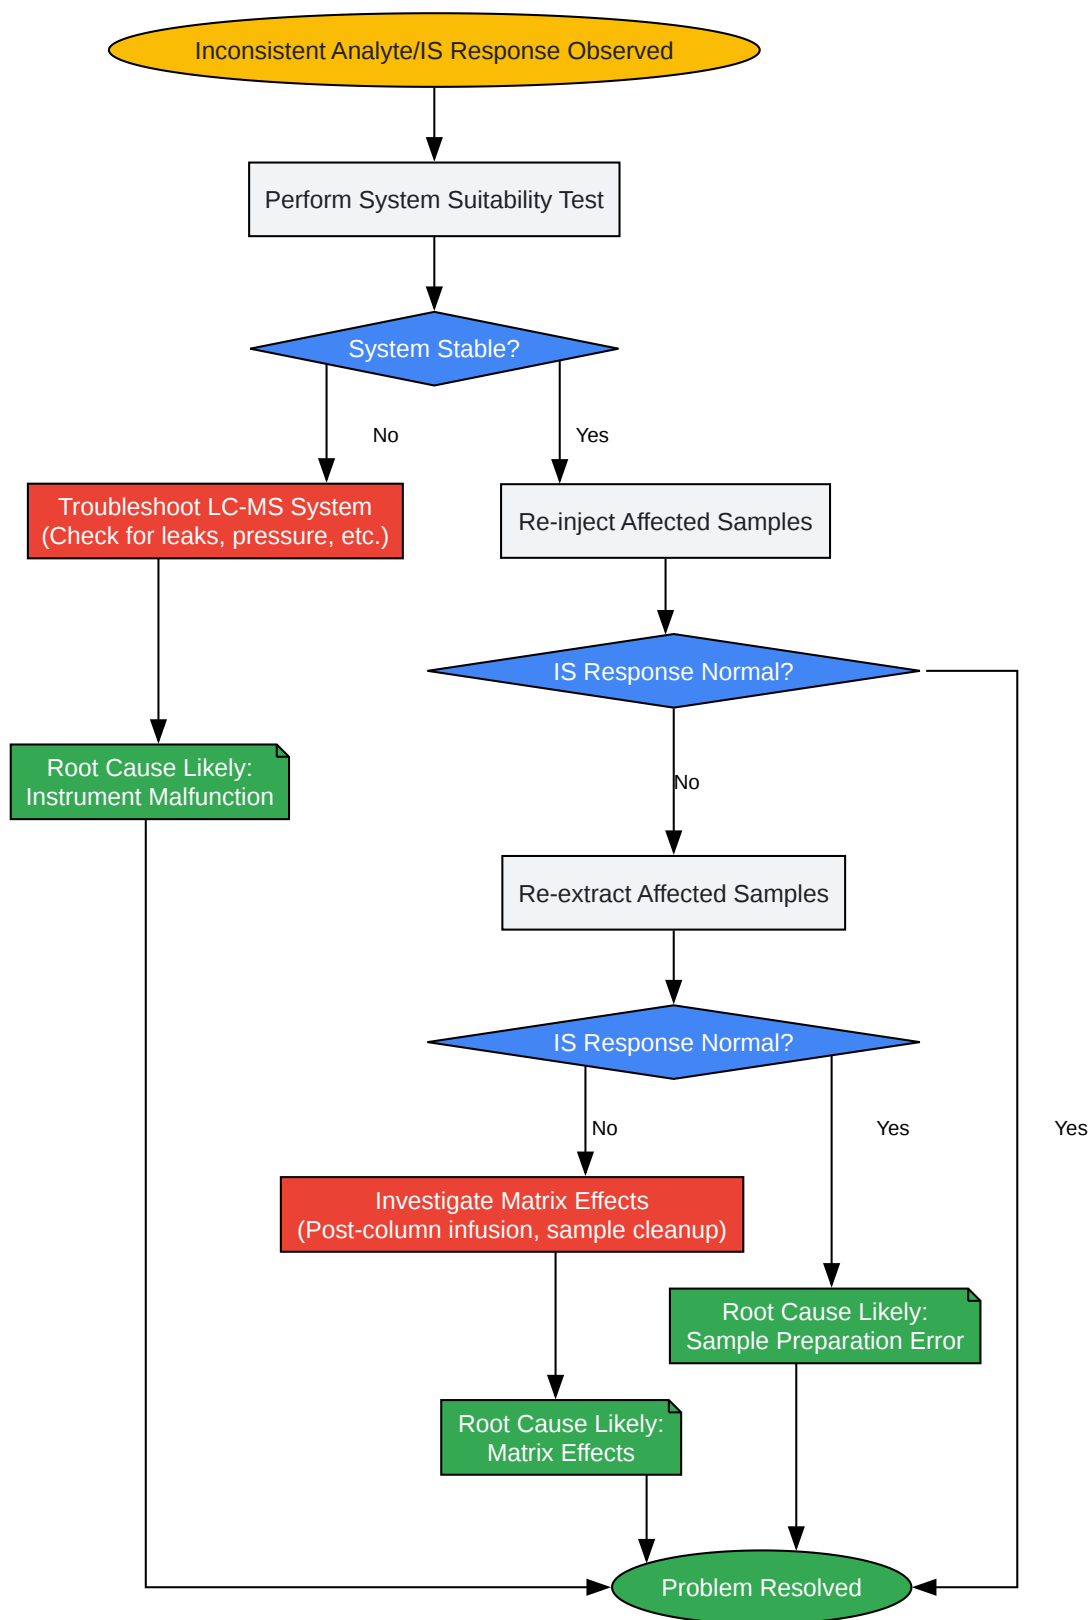 Inconsistent Analyte/IS Response Observed
Perform System Suitability Test
System Stable?
No
Yes
Troubleshoot LC-MS System
(Check for leaks, pressure, etc.)
Re-inject Affected Samples
IS Response Normal?
Root Cause Likely:
Instrument Malfunction
No
Re-extract Affected Samples
IS Response Normal?
No
Yes
Yes
Investigate Matrix Effects
(Post-column infusion, sample cleanup)
Root Cause Likely:
Sample Preparation Error
Root Cause Likely:
Matrix Effects
Problem Resolved